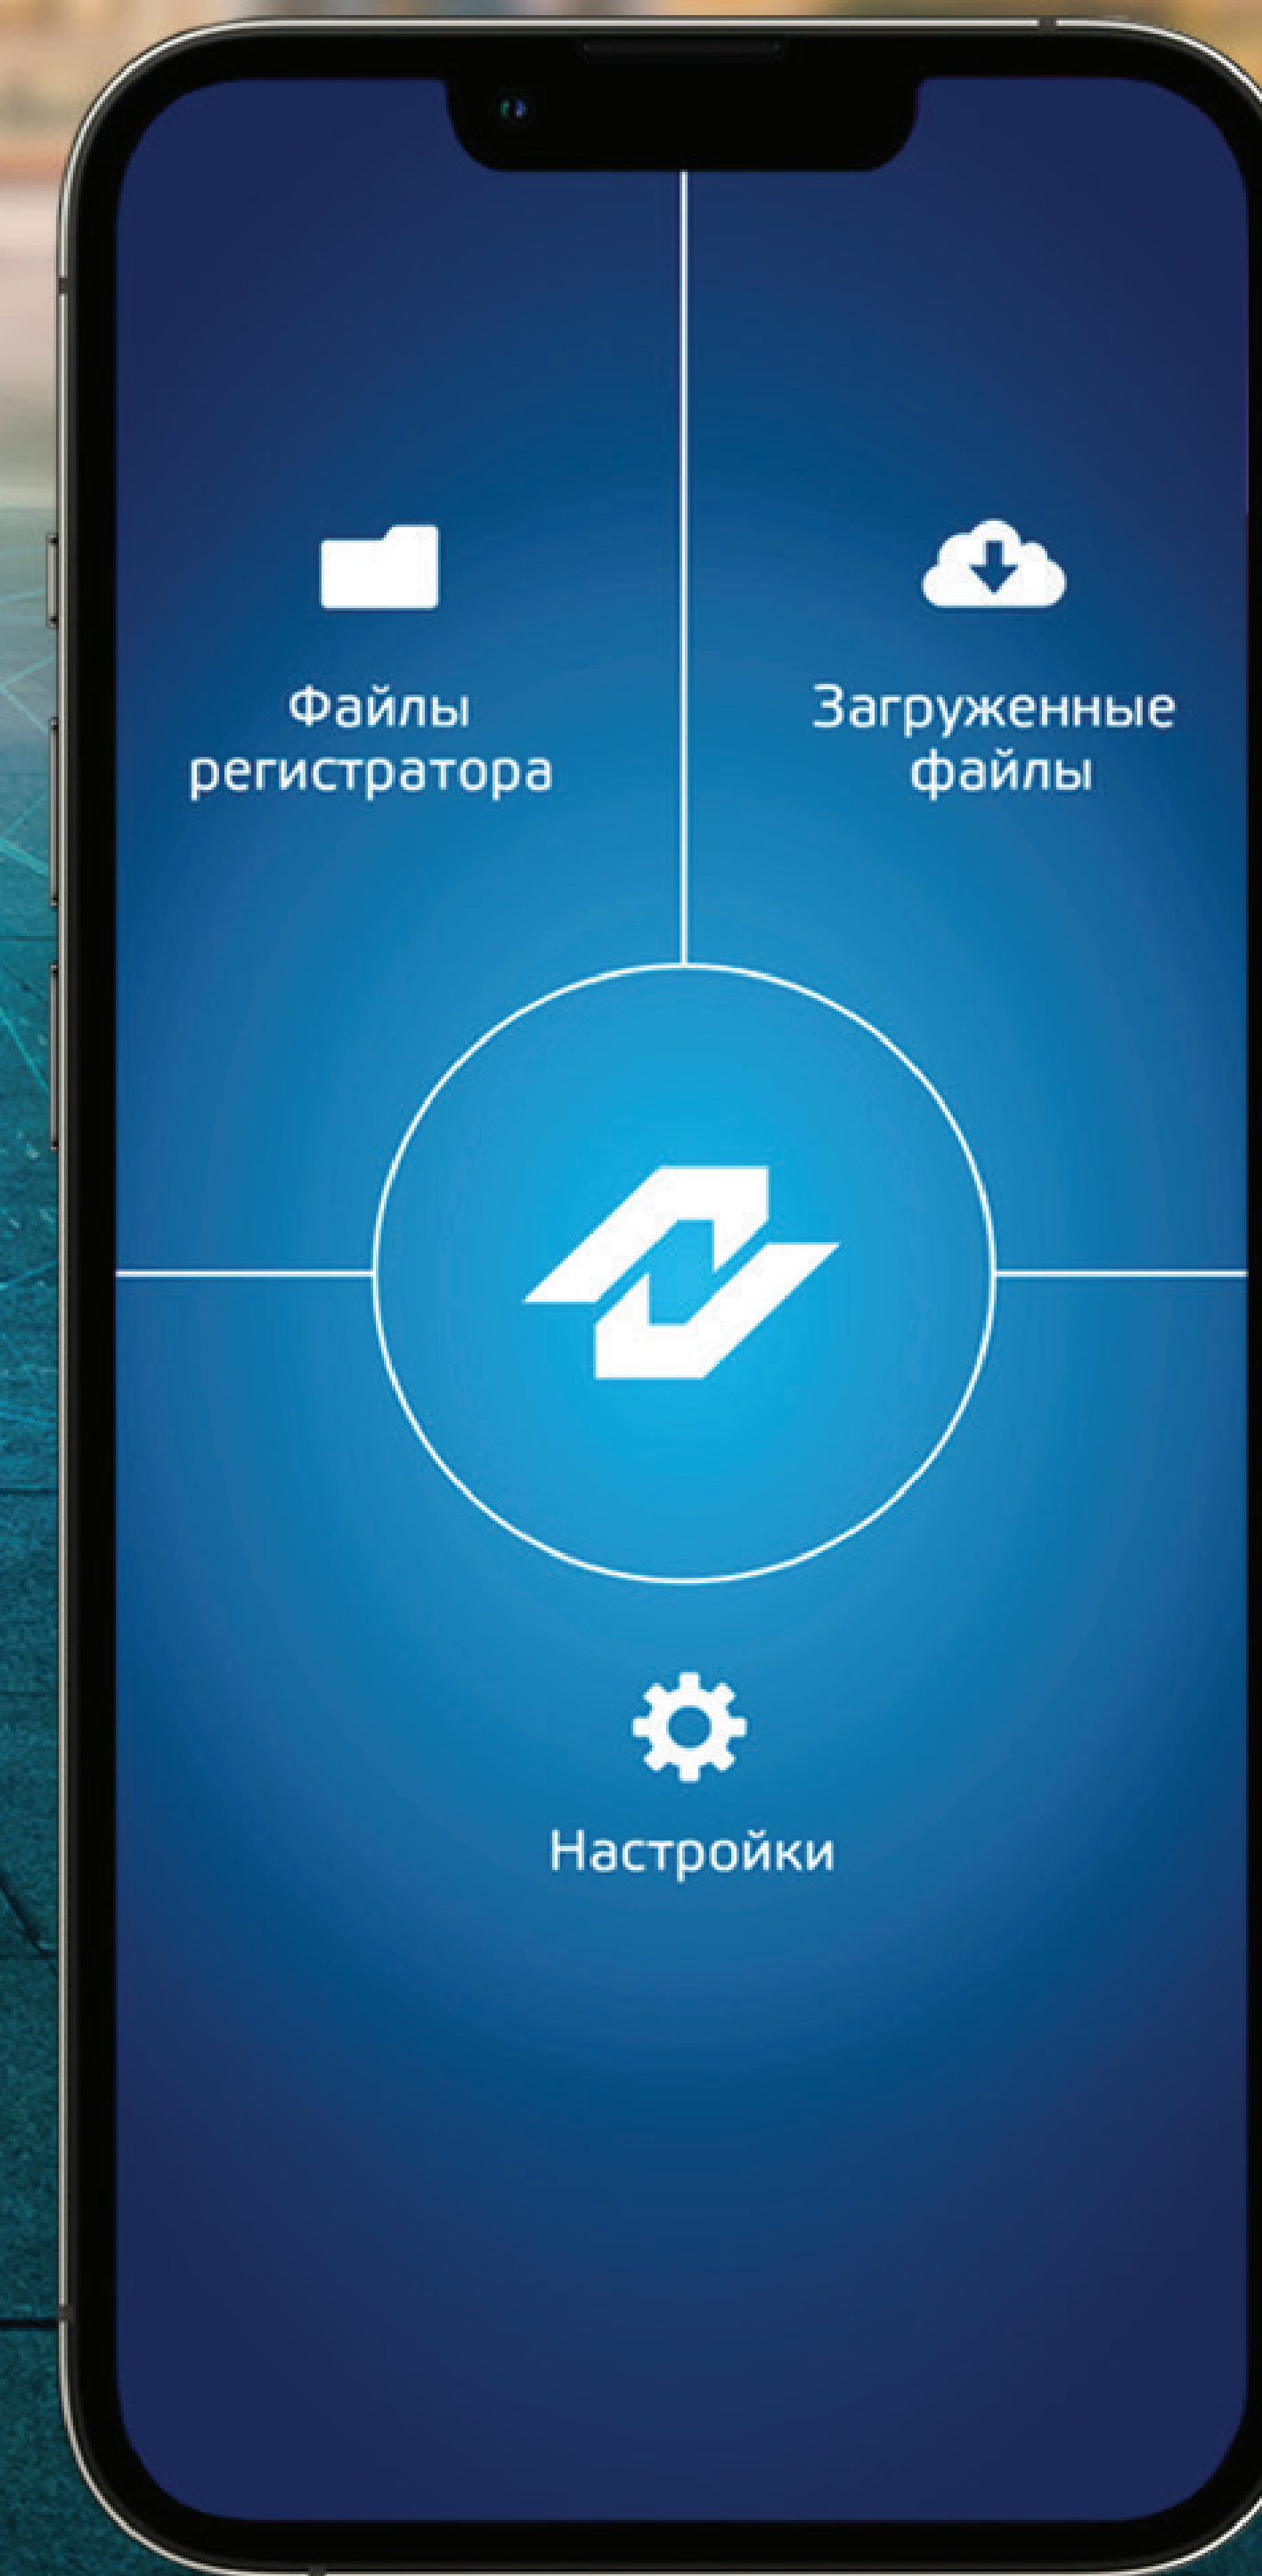 Файлы
регистратора
Загруженные
файлы
Настройки